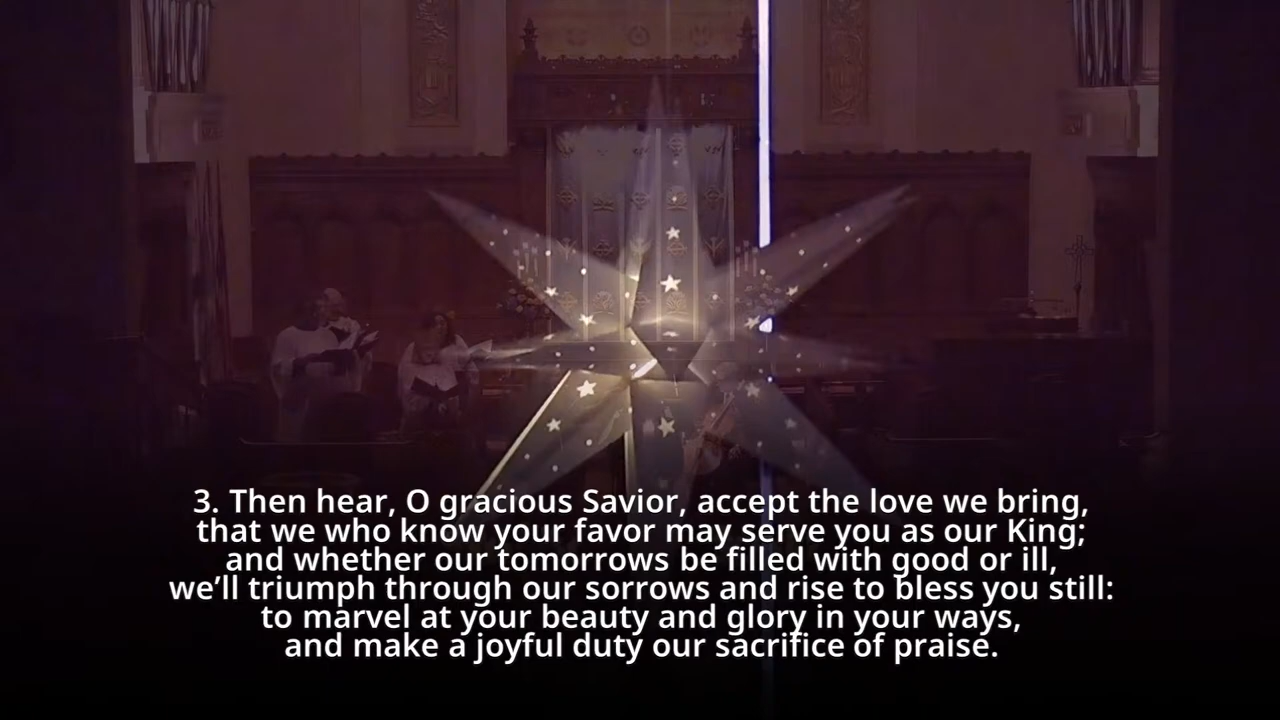 3. Then hear, O gracious Savior, accept the love we bring,
that we who know your favor may serve you as our King;
and whether our tomorrows be filled with good or ill,
we’ll triumph through our sorrows and rise to bless you still:
to marvel at your beauty and glory in your ways,
and make a joyful duty our sacrifice of praise.